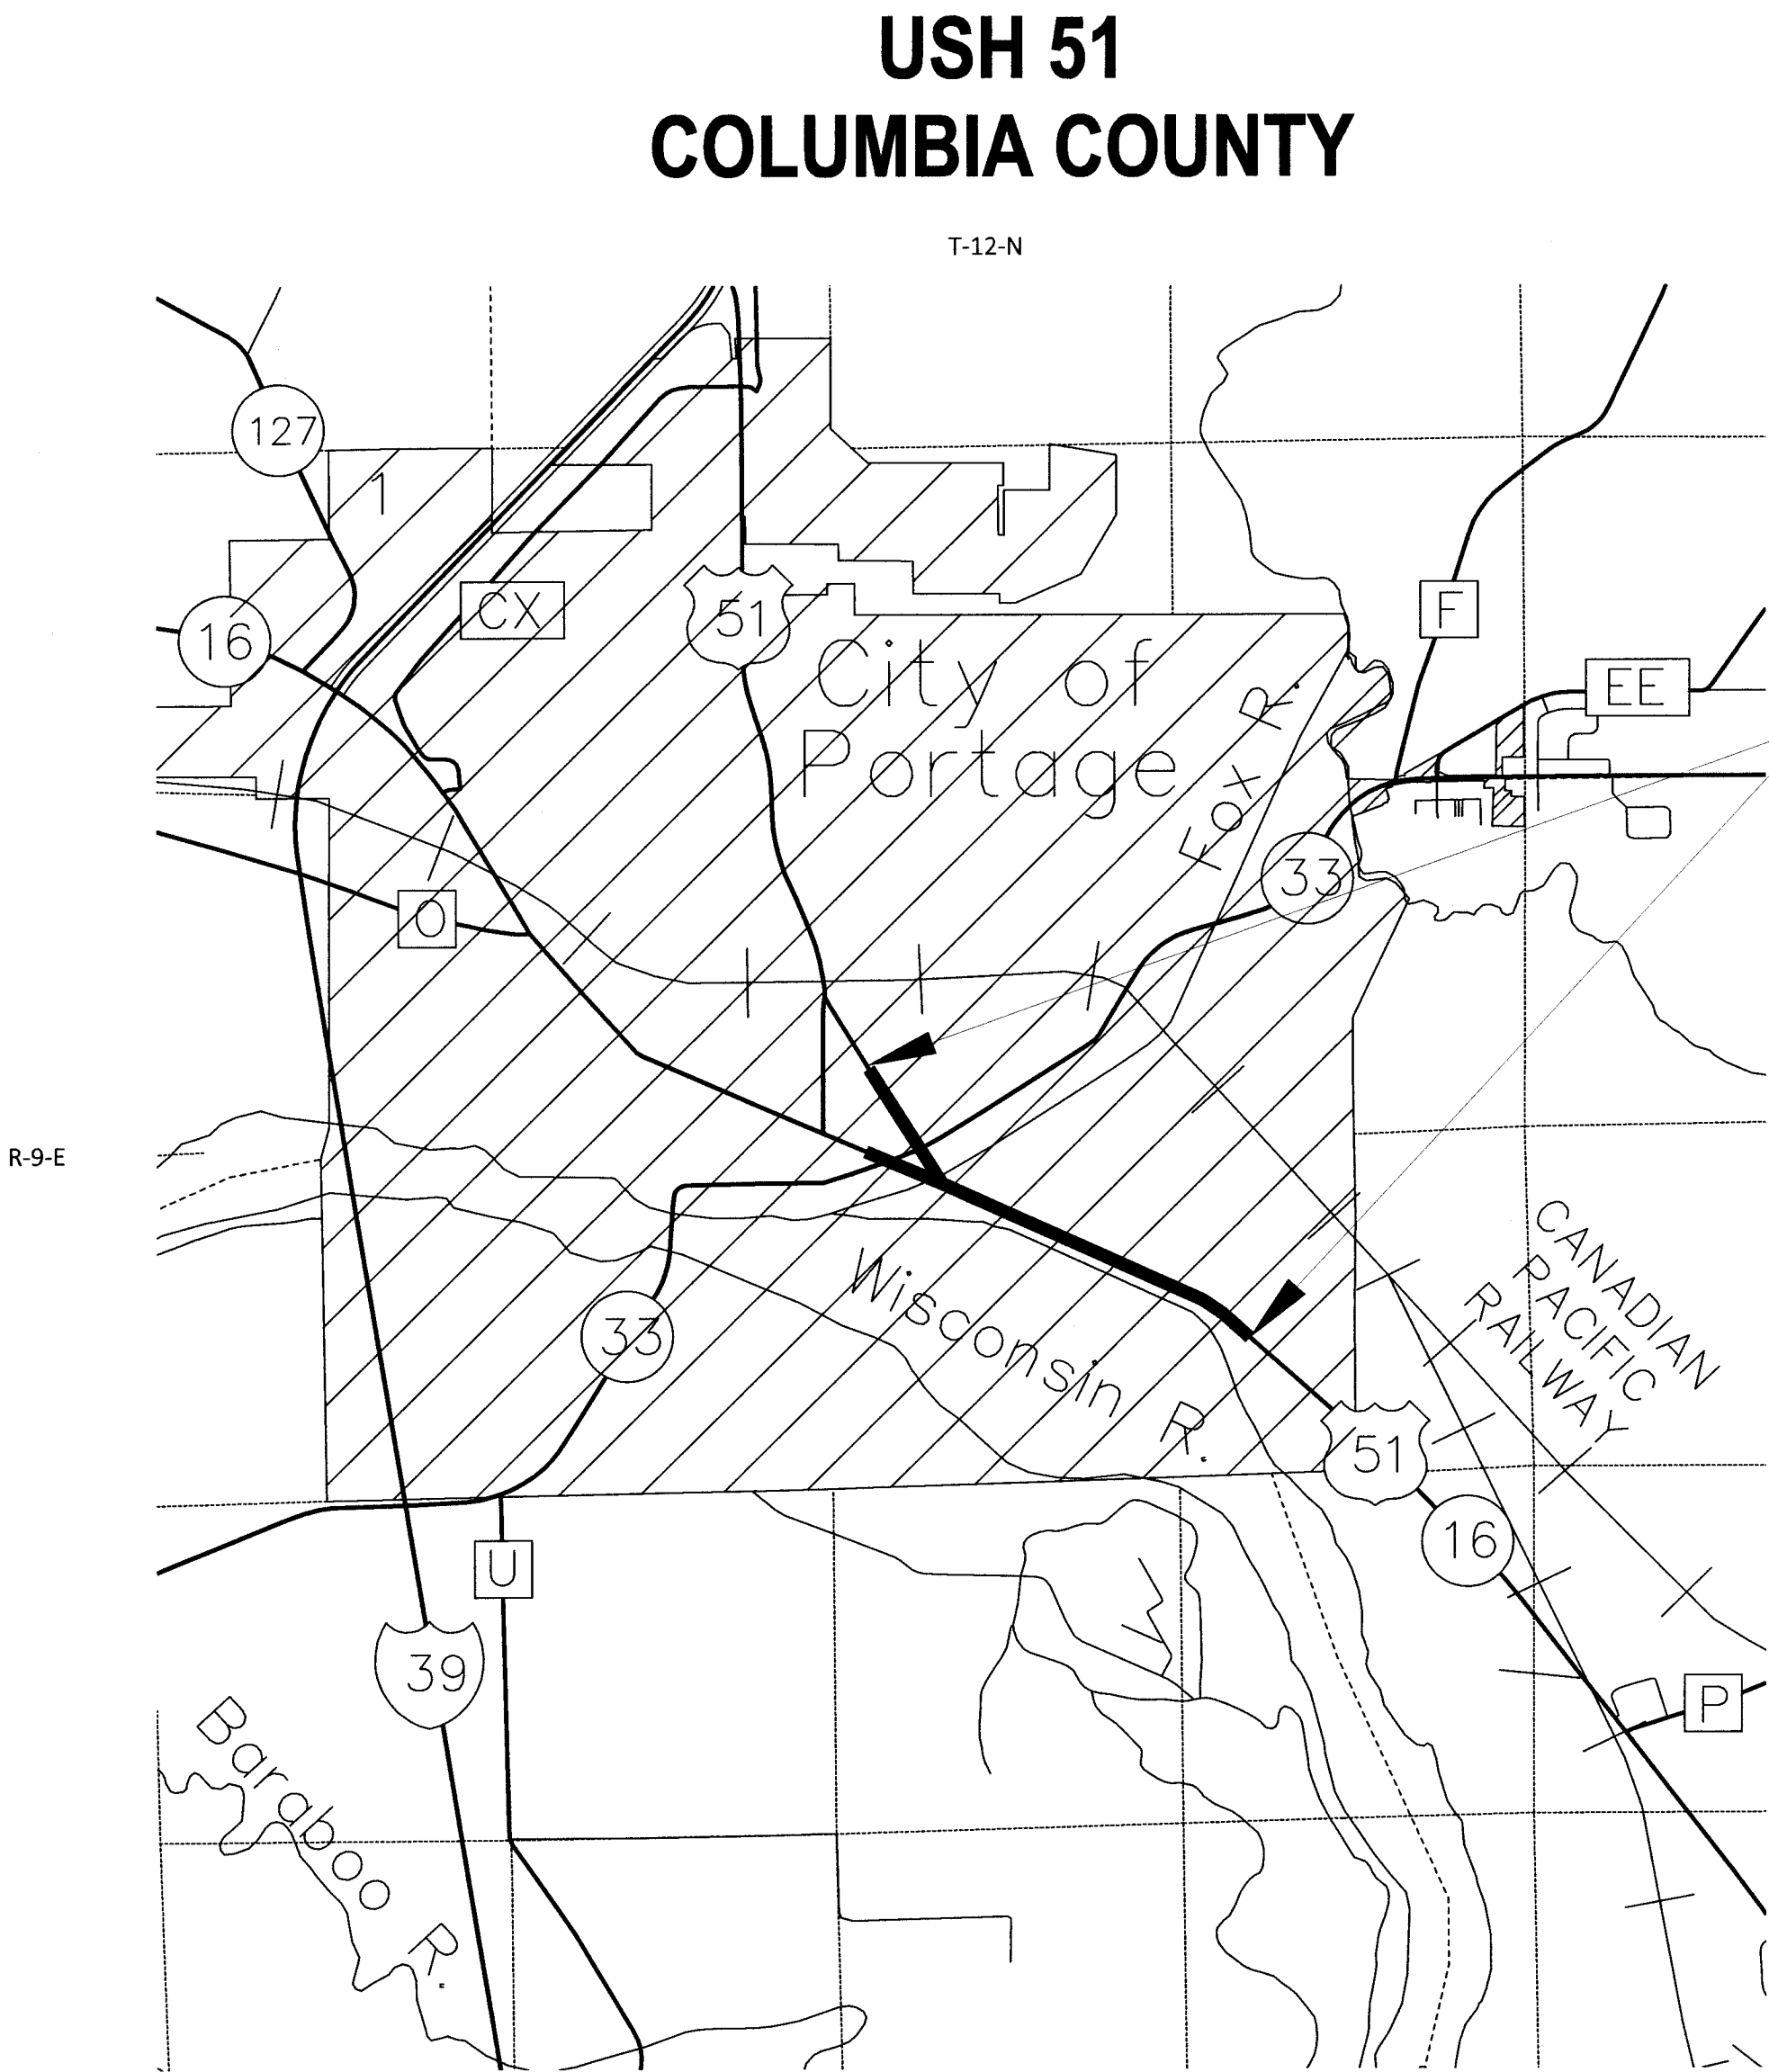 USH 51
COLUMBIA COUNTY
T-12-N
127
1
CX
51
F
16
City of
Portage
EE
Fox R.
33
O
R-9-E
CANADIAN
PACIFIC
RAILWAY
Wisconsin R.
33
51
16
U
39
P
Baraboo R.